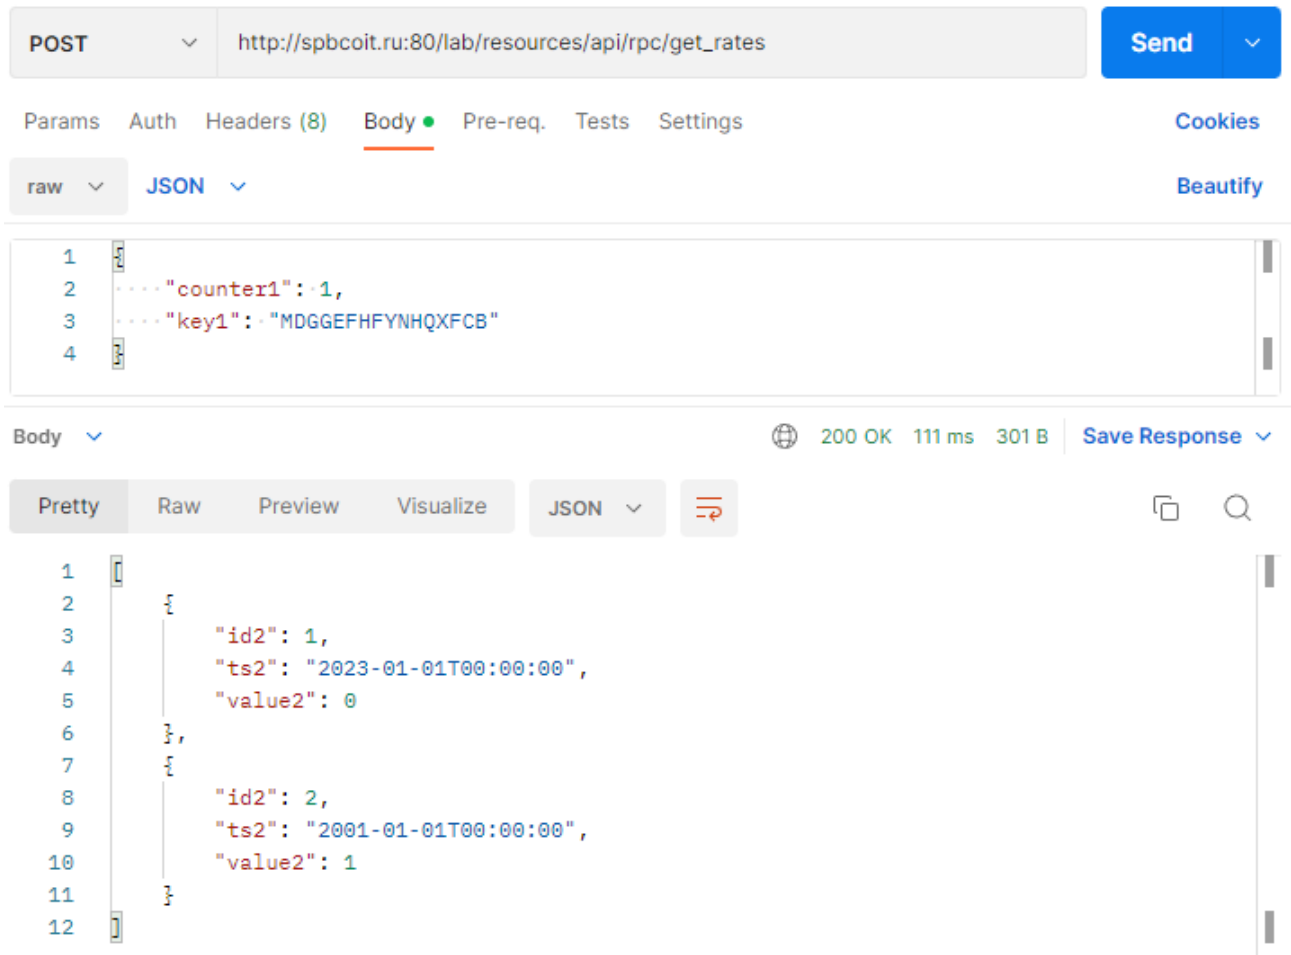 POST http://spbcoit.ru:80/lab/resources/api/rpc/get_rates Send
Params Auth Headers (8) Body Pre-req. Tests Settings Cookies
raw JSON Beautify
1 {
2 "counter1": 1,
3 "key1": "MDGGEFHFYNHQXFCB"
4 }
Body 200 OK 111 ms 301 B Save Response
Pretty Raw Preview Visualize JSON
1 [
2 {
3 "id2": 1,
4 "ts2": "2023-01-01T00:00:00",
5 "value2": 0
6 },
7 {
8 "id2": 2,
9 "ts2": "2001-01-01T00:00:00",
10 "value2": 1
11 }
12 ]